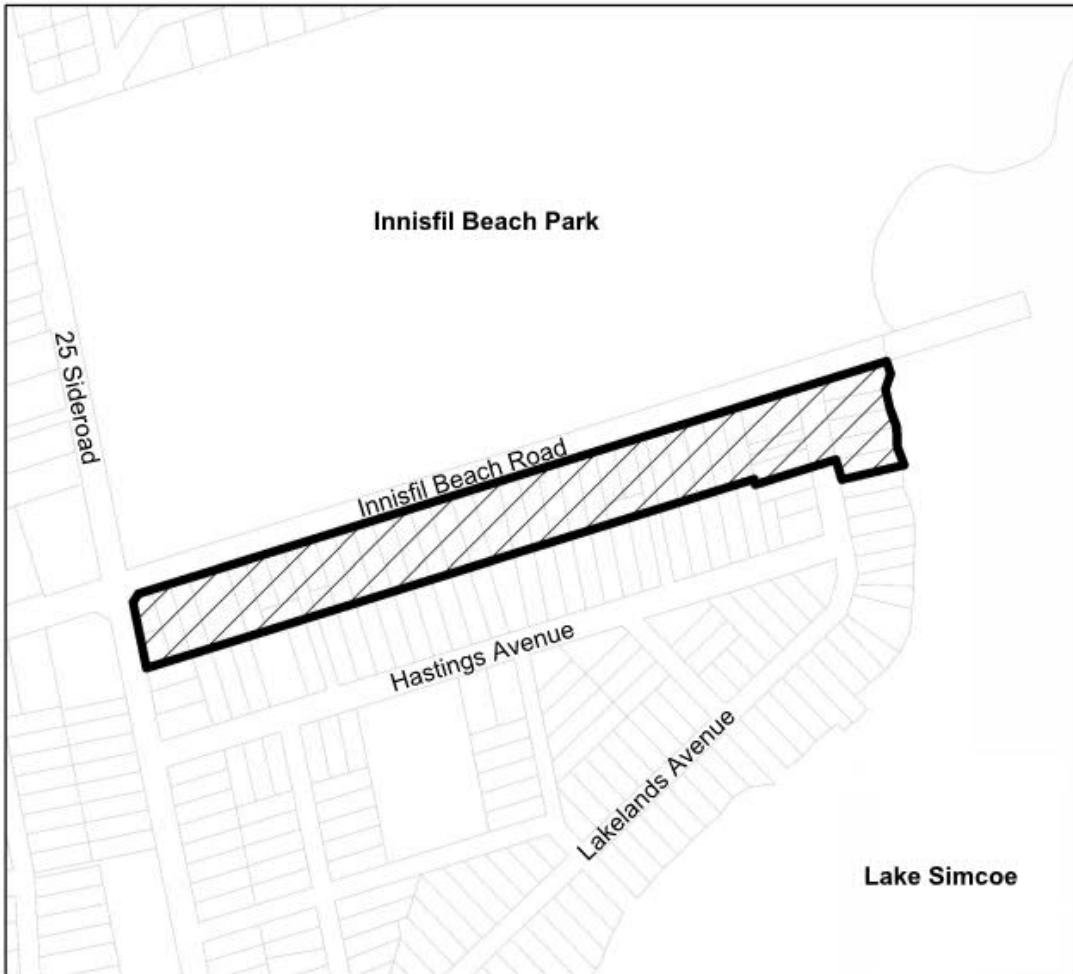 Innisfil Beach Park
25 Sideroad
Innisfil Beach Road
Hastings Avenue
Lakelands Avenue
Lake Simcoe